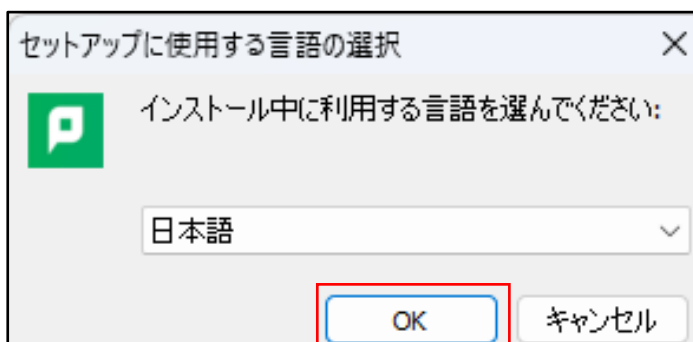 セットアップに使用する言語の選択
インストール中に利用する言語を選んでください:
日本語
OK
キャンセル